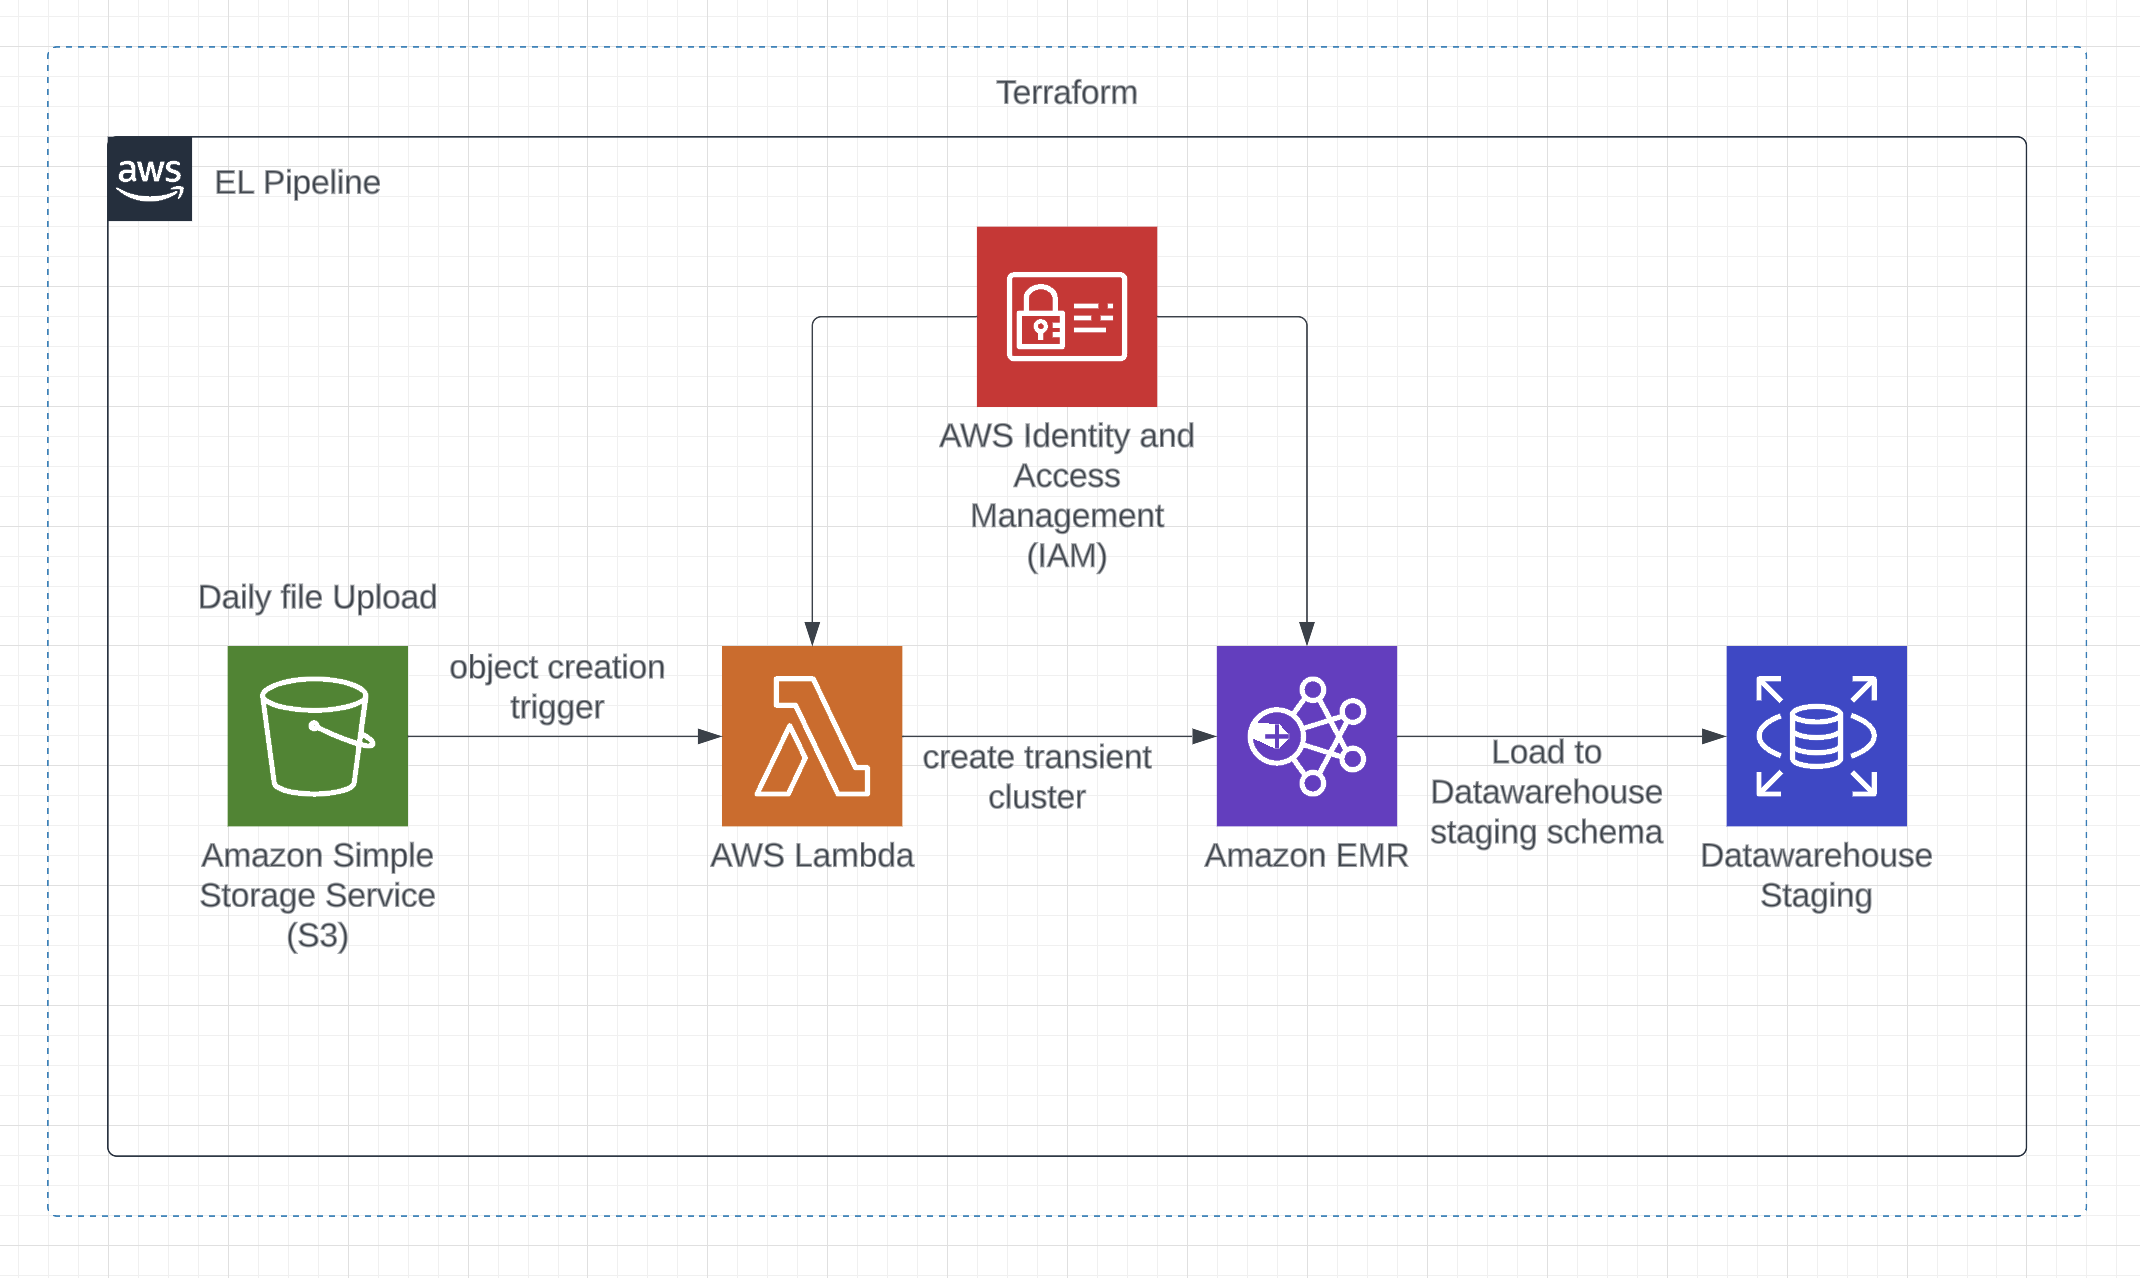 Terraform
aws
EL Pipeline
AWS Identity and
Access
Management
(IAM)
Daily file Upload
object creation
trigger
create transient
cluster
Load to
Datawarehouse
staging schema
Amazon Simple
Storage Service
(S3)
AWS Lambda
Amazon EMR
Datawarehouse
Staging